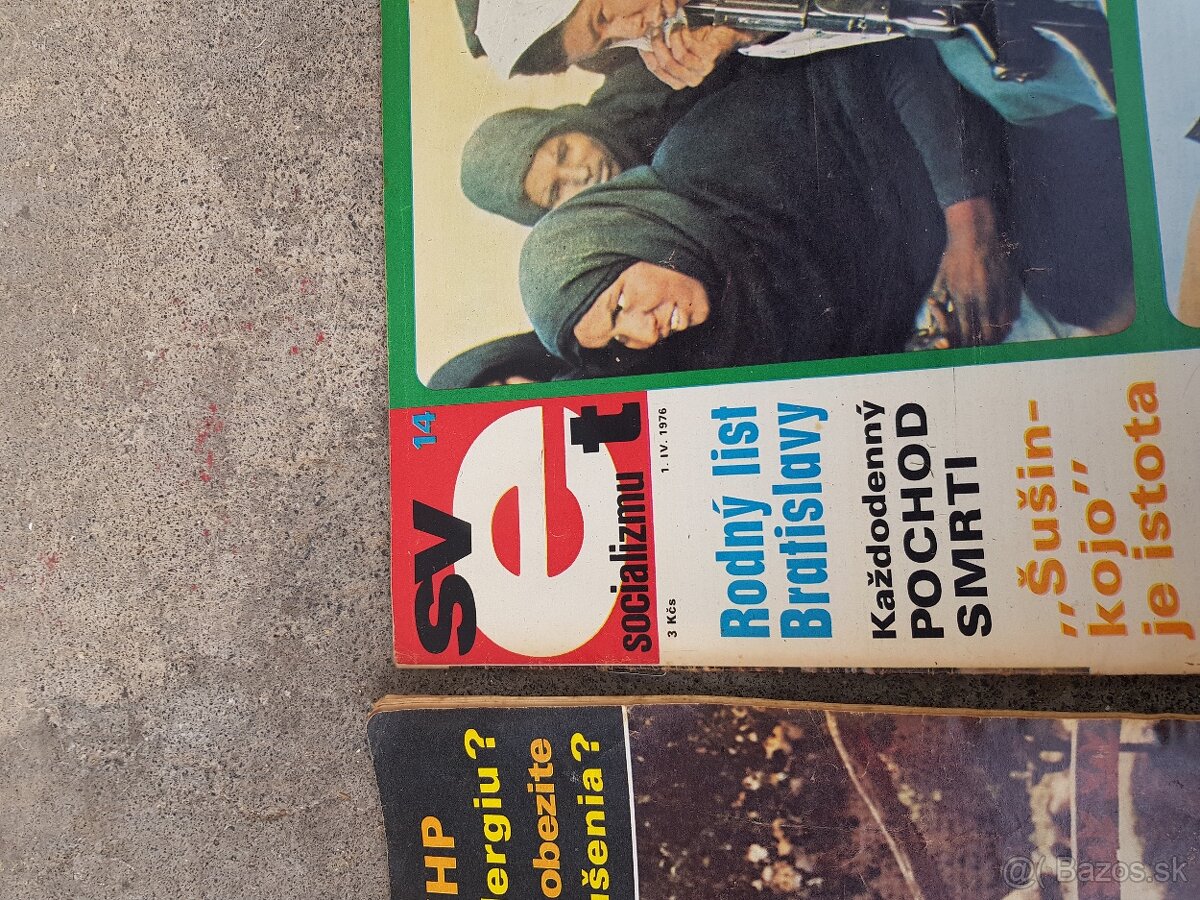 14
svet
socializmu
3 Kčs
1. IV. 1976
Rodný list
Bratislavy
Každodenný
POCHOD
SMRTI
„Šušin-
kojo”
je istota
HP
ergiu?
obezite
ušenia?
Bazos.sk